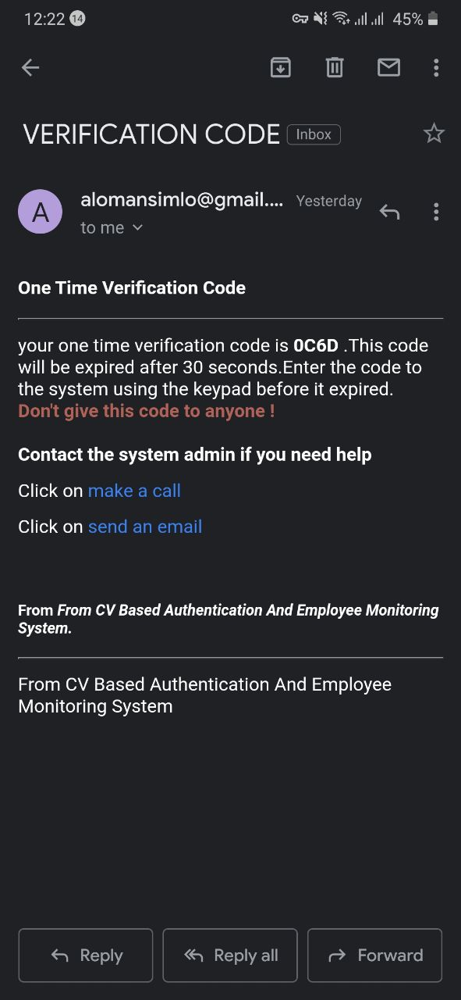 12:22 14 45%
VERIFICATION CODE Inbox
A
alomansimlo@gmail.... Yesterday
to me
One Time Verification Code
your one time verification code is 0C6D .This code
will be expired after 30 seconds.Enter the code to
the system using the keypad before it expired.
Don't give this code to anyone !
Contact the system admin if you need help
Click on make a call
Click on send an email
From From CV Based Authentication And Employee Monitoring
System.
From CV Based Authentication And Employee
Monitoring System
Reply Reply all Forward